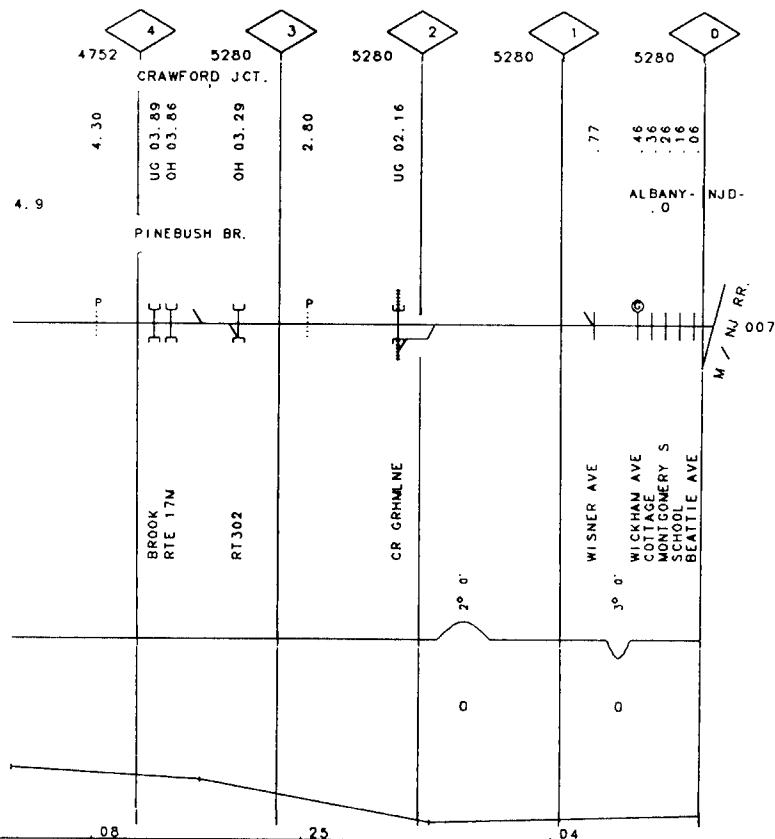 4 3 2 1 0
4752 5280 5280 5280 5280
CRAWFORD JCT.
4.30
UG 03.89
OH 03.86
OH 03.29
2.80
UG 02.16
.77
.46
.36
.26
.16
.06
4.9
ALBANY- NJD-
.0
PINEBUSH BR.
P P
M / NJ RR.
007
BROOK
RTE 17M
RT302
CR GRHMLNE
WISNER AVE
WICKHAM AVE
COTTAGE
MONTGOMERY S
SCHOOL
BEATTIE AVE
2° 0'
3° 0'
0 0
.08 .25 .04